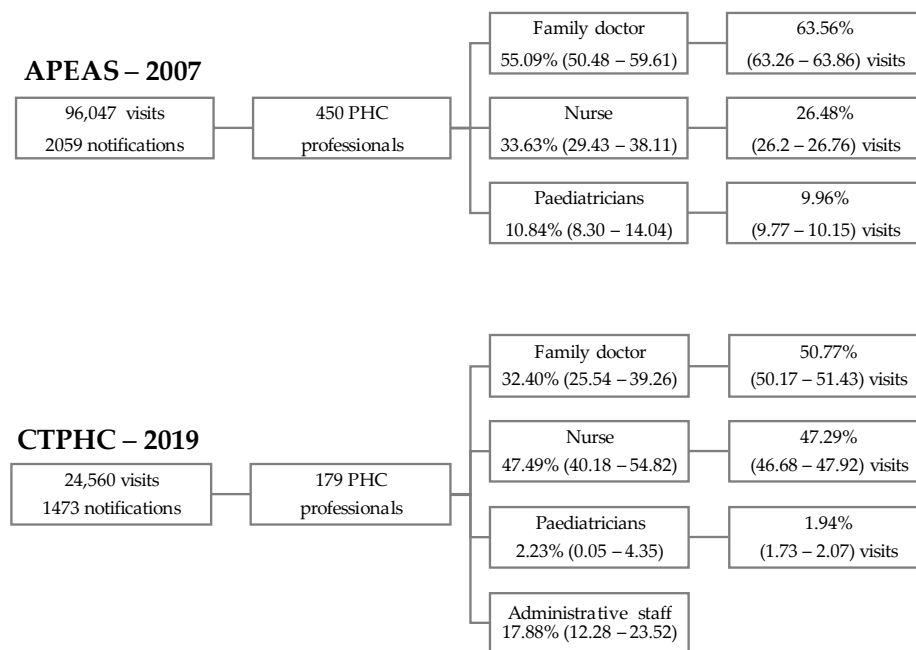 APEAS – 2007
96,047 visits
2059 notifications
450 PHC
professionals
Family doctor
55.09% (50.48 – 59.61)
63.56%
(63.26 – 63.86) visits
Nurse
33.63% (29.43 – 38.11)
26.48%
(26.2 – 26.76) visits
Paediatricians
10.84% (8.30 – 14.04)
9.96%
(9.77 – 10.15) visits
CTPHC – 2019
24,560 visits
1473 notifications
179 PHC
professionals
Family doctor
32.40% (25.54 – 39.26)
50.77%
(50.17 – 51.43) visits
Nurse
47.49% (40.18 – 54.82)
47.29%
(46.68 – 47.92) visits
Paediatricians
2.23% (0.05 – 4.35)
1.94%
(1.73 – 2.07) visits
Administrative staff
17.88% (12.28 – 23.52)